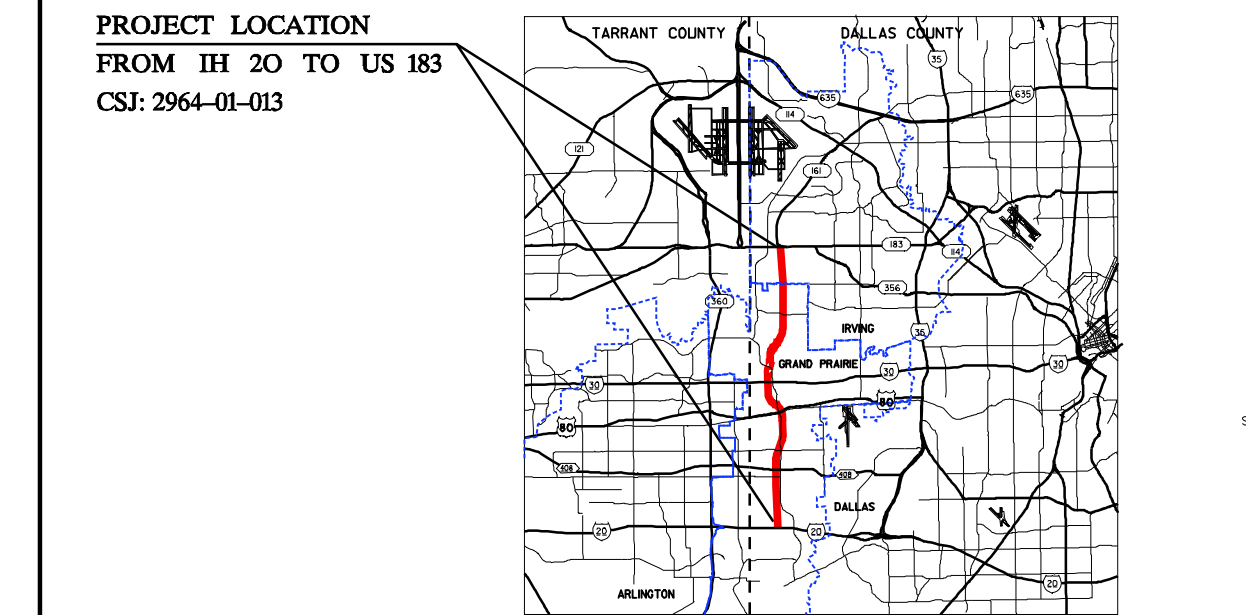 PROJECT LOCATION
FROM IH 20 TO US 183
CSJ: 2964-01-013
TARRANT COUNTY
DALLAS COUNTY
35
635
635
114
121
161
183
114
356
360
IRVING
35
GRAND PRAIRIE
30
30
30
80
80
408
408
DALLAS
20
20
20
ARLINGTON
S